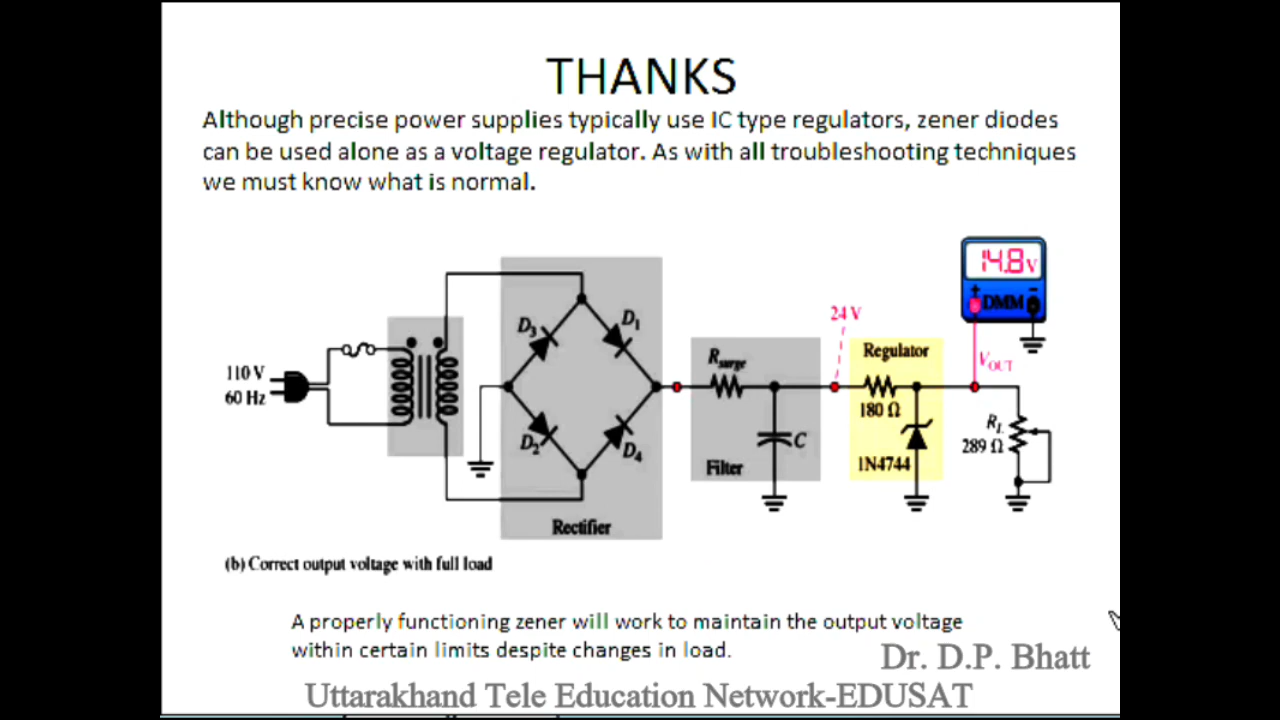 THANKS
Although precise power supplies typically use IC type regulators, zener diodes
can be used alone as a voltage regulator. As with all troubleshooting techniques
we must know what is normal.
14.8V
+ DMM -
24 V
VOUT
110 V
60 Hz
D3
D1
D2
D4
Rectifier
Rsurge
C
Filter
Regulator
180 Ω
1N4744
RL
289 Ω
(b) Correct output voltage with full load
A properly functioning zener will work to maintain the output voltage
within certain limits despite changes in load.
Dr. D.P. Bhatt
Uttarakhand Tele Education Network-EDUSAT